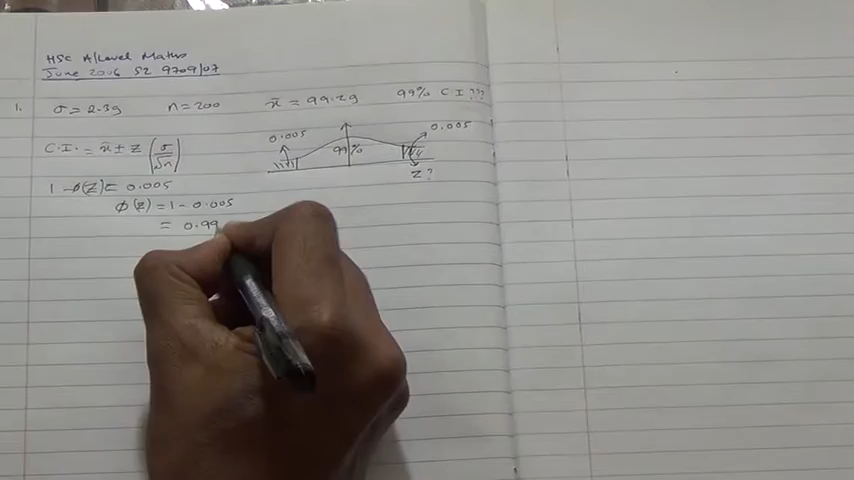 HSC A/Level Maths
June 2006 S2 9709/07
1. σ = 2.3g n = 200 x̄ = 99.2g 99% C I ???
0.005 99% 0.005
C.I. = x̄ ± z (σ/√n)
z?
1 - φ(z) = 0.005
φ(z) = 1 - 0.005
= 0.99